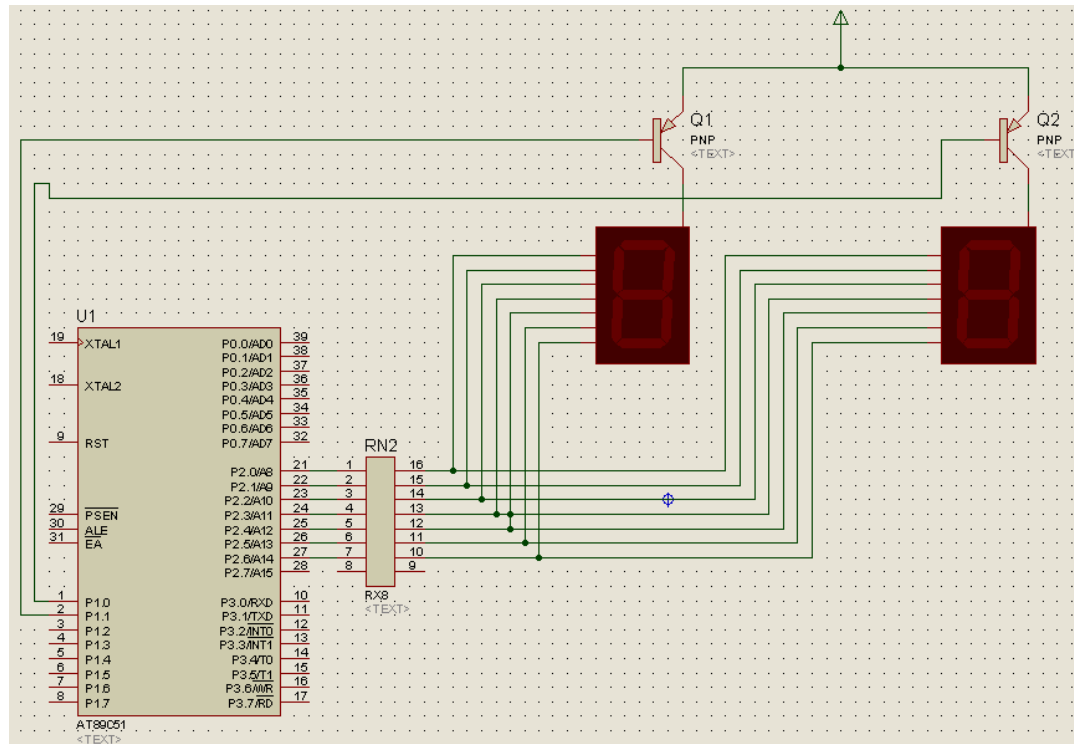 Q1
PNP
<TEXT>
Q2
PNP
<TEXT>
U1
19 XTAL1
18 XTAL2
9 RST
29 PSEN
30 ALE
31 EA
1 P1.0
2 P1.1
3 P1.2
4 P1.3
5 P1.4
6 P1.5
7 P1.6
8 P1.7
P0.0/AD0 39
P0.1/AD1 38
P0.2/AD2 37
P0.3/AD3 36
P0.4/AD4 35
P0.5/AD5 34
P0.6/AD6 33
P0.7/AD7 32
P2.0/A8 21
P2.1/A9 22
P2.2/A10 23
P2.3/A11 24
P2.4/A12 25
P2.5/A13 26
P2.6/A14 27
P2.7/A15 28
P3.0/RXD 10
P3.1/TXD 11
P3.2/INT0 12
P3.3/INT1 13
P3.4/T0 14
P3.5/T1 15
P3.6/WR 16
P3.7/RD 17
AT89C51
<TEXT>
RN2
1 16
2 15
3 14
4 13
5 12
6 11
7 10
8 9
RX8
<TEXT>